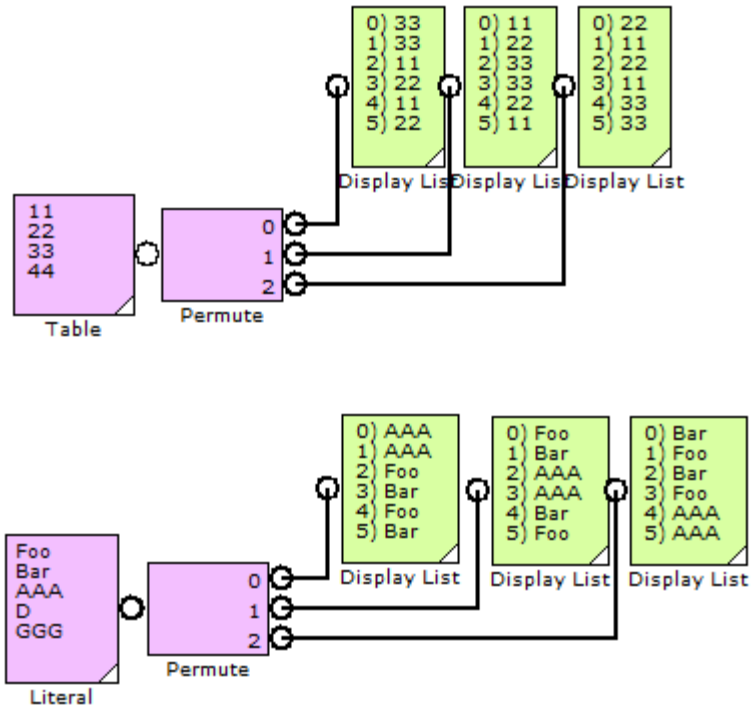 0) 33
1) 33
2) 11
3) 22
4) 11
5) 22
Display List
0) 11
1) 22
2) 33
3) 33
4) 22
5) 11
Display List
0) 22
1) 11
2) 22
3) 11
4) 33
5) 33
Display List
11
22
33
44
Table
0
1
2
Permute
0) AAA
1) AAA
2) Foo
3) Bar
4) Foo
5) Bar
Display List
0) Foo
1) Bar
2) AAA
3) AAA
4) Bar
5) Foo
Display List
0) Bar
1) Foo
2) Bar
3) Foo
4) AAA
5) AAA
Display List
Foo
Bar
AAA
D
GGG
Literal
0
1
2
Permute